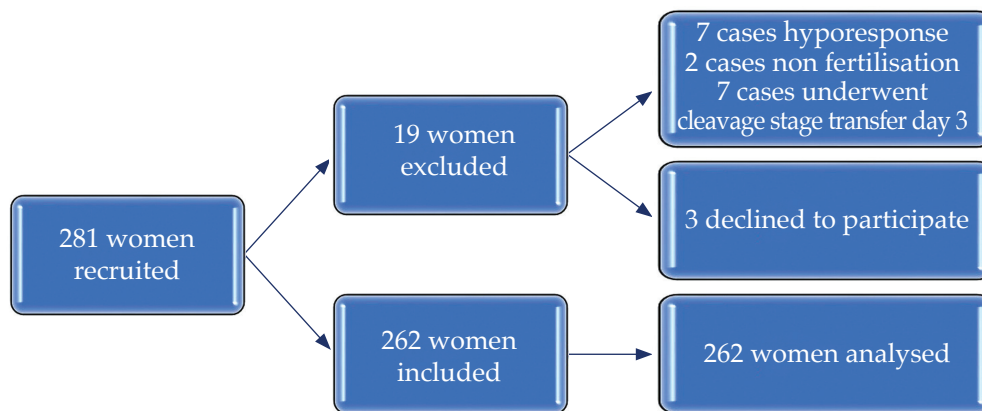 281 women
recruited
19 women
excluded
7 cases hyporesponse
2 cases non fertilisation
7 cases underwent
cleavage stage transfer day 3
3 declined to participate
262 women
included
262 women analysed